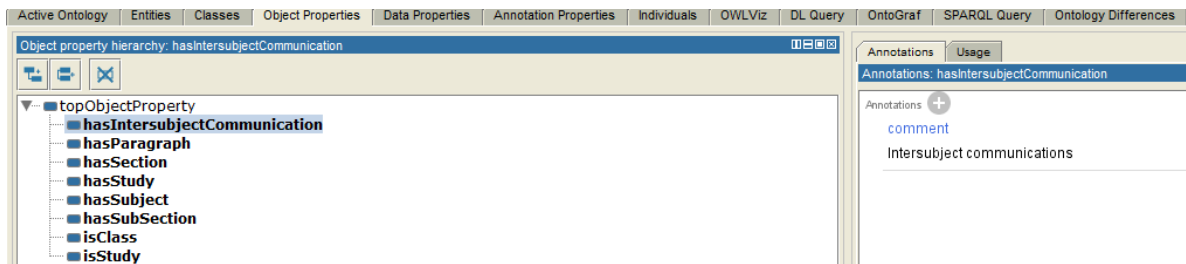 Active Ontology Entities Classes Object Properties Data Properties Annotation Properties Individuals OWLViz DL Query OntoGraf SPARQL Query Ontology Differences
Object property hierarchy: hasIntersubjectCommunication
topObjectProperty
hasIntersubjectCommunication
hasParagraph
hasSection
hasStudy
hasSubject
hasSubSection
isClass
isStudy
Annotations Usage
Annotations: hasIntersubjectCommunication
Annotations
comment
Intersubject communications